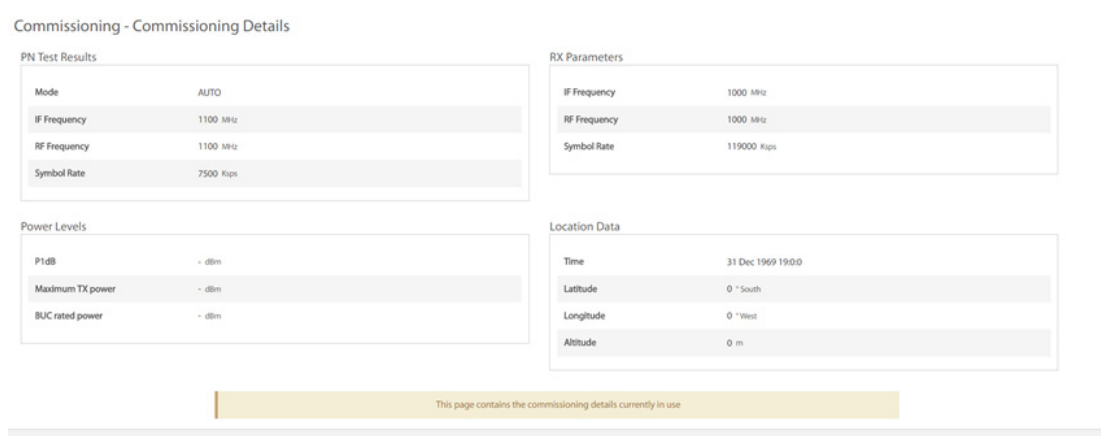 Commissioning - Commissioning Details
PN Test Results
Mode AUTO
IF Frequency 1100 MHz
RF Frequency 1100 MHz
Symbol Rate 7500 Ksps
RX Parameters
IF Frequency 1000 MHz
RF Frequency 1000 MHz
Symbol Rate 119000 Ksps
Power Levels
P1dB - dBm
Maximum TX power - dBm
BUC rated power - dBm
Location Data
Time 31 Dec 1969 19:0:0
Latitude 0 ° South
Longitude 0 ° West
Altitude 0 m
This page contains the commissioning details currently in use